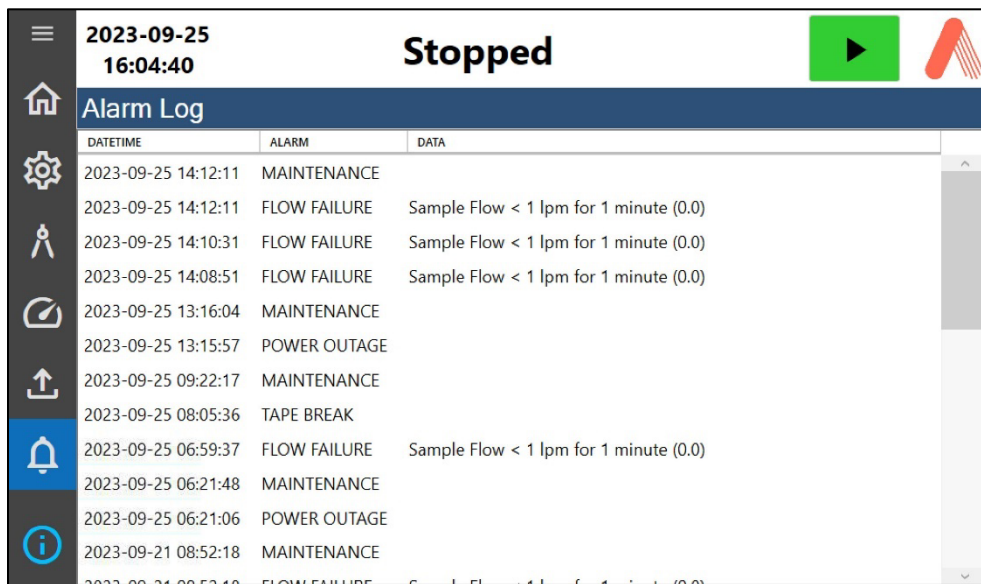 2023-09-25
16:04:40
Stopped
Alarm Log
DATETIME ALARM DATA
2023-09-25 14:12:11 MAINTENANCE
2023-09-25 14:12:11 FLOW FAILURE Sample Flow < 1 lpm for 1 minute (0.0)
2023-09-25 14:10:31 FLOW FAILURE Sample Flow < 1 lpm for 1 minute (0.0)
2023-09-25 14:08:51 FLOW FAILURE Sample Flow < 1 lpm for 1 minute (0.0)
2023-09-25 13:16:04 MAINTENANCE
2023-09-25 13:15:57 POWER OUTAGE
2023-09-25 09:22:17 MAINTENANCE
2023-09-25 08:05:36 TAPE BREAK
2023-09-25 06:59:37 FLOW FAILURE Sample Flow < 1 lpm for 1 minute (0.0)
2023-09-25 06:21:48 MAINTENANCE
2023-09-25 06:21:06 POWER OUTAGE
2023-09-21 08:52:18 MAINTENANCE